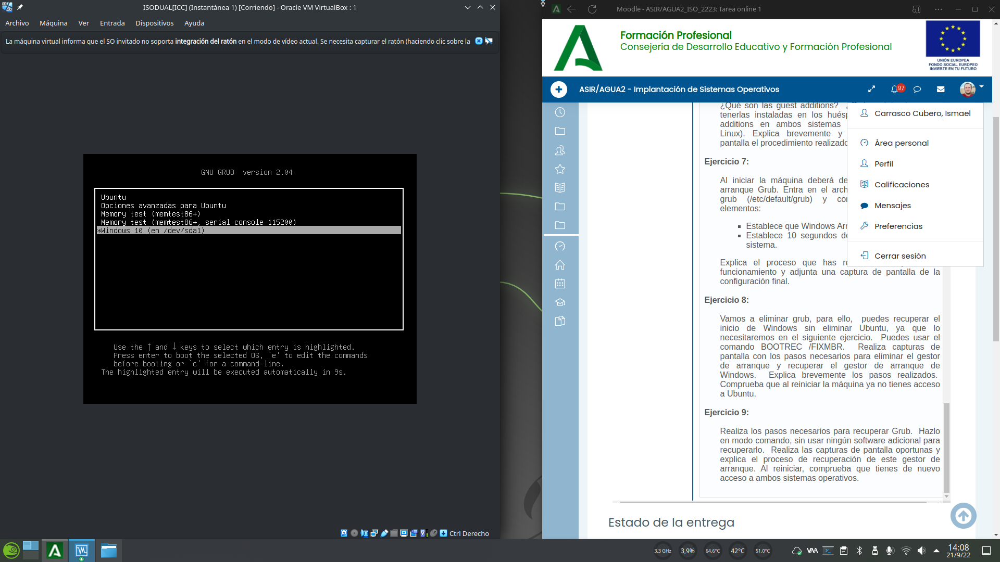 ISODUAL[ICC] (Instantánea 1) [Corriendo] - Oracle VM VirtualBox : 1
Archivo Máquina Ver Entrada Dispositivos Ayuda
La máquina virtual informa que el SO invitado no soporta integración del ratón en el modo de vídeo actual. Se necesita capturar el ratón (haciendo clic sobre la
GNU GRUB version 2.04
Ubuntu
Opciones avanzadas para Ubuntu
Memory test (memtest86+)
Memory test (memtest86+, serial console 115200)
*Windows 10 (en /dev/sda1)
Use the ↑ and ↓ keys to select which entry is highlighted.
Press enter to boot the selected OS, `e' to edit the commands
before booting or `c' for a command-line.
The highlighted entry will be executed automatically in 9s.
Ctrl Derecho
Moodle - ASIR/AGUA2_ISO_2223: Tarea online 1
Formación Profesional
Consejería de Desarrollo Educativo y Formación Profesional
UNIÓN EUROPEA
FONDO SOCIAL EUROPEO
INVIERTE EN TU FUTURO
ASIR/AGUA2 - Implantación de Sistemas Operativos
97
Carrasco Cubero, Ismael
Área personal
Perfil
Calificaciones
Mensajes
Preferencias
Cerrar sesión
¿Qué son las guest additions?
tenerlas instaladas en los huésp
additions en ambos sistemas
Linux). Explica brevemente y
pantalla el procedimiento realizado
Ejercicio 7:
Al iniciar la máquina deberá de
arranque Grub. Entra en el arch
grub (/etc/default/grub) y con
elementos:
Establece que Windows Arr
Establece 10 segundos de
sistema.
Explica el proceso que has re
funcionamiento y adjunta una captura de pantalla de la
configuración final.
Ejercicio 8:
Vamos a eliminar grub, para ello, puedes recuperar el
inicio de Windows sin eliminar Ubuntu, ya que lo
necesitaremos en el siguiente ejercicio. Puedes usar el
comando BOOTREC /FIXMBR. Realiza capturas de
pantalla con los pasos necesarios para eliminar el gestor
de arranque y recuperar el gestor de arranque de
Windows. Explica brevemente los pasos realizados.
Comprueba que al reiniciar la máquina ya no tienes acceso
a Ubuntu.
Ejercicio 9:
Realiza los pasos necesarios para recuperar Grub. Hazlo
en modo comando, sin usar ningún software adicional para
recuperarlo. Realiza las capturas de pantalla oportunas y
explica el proceso de recuperación de este gestor de
arranque. Al reiniciar, comprueba que tienes de nuevo
acceso a ambos sistemas operativos.
Estado de la entrega
3,3 GHz 3,9% 64,6°C 42°C 51,0°C
14:08
21/9/22